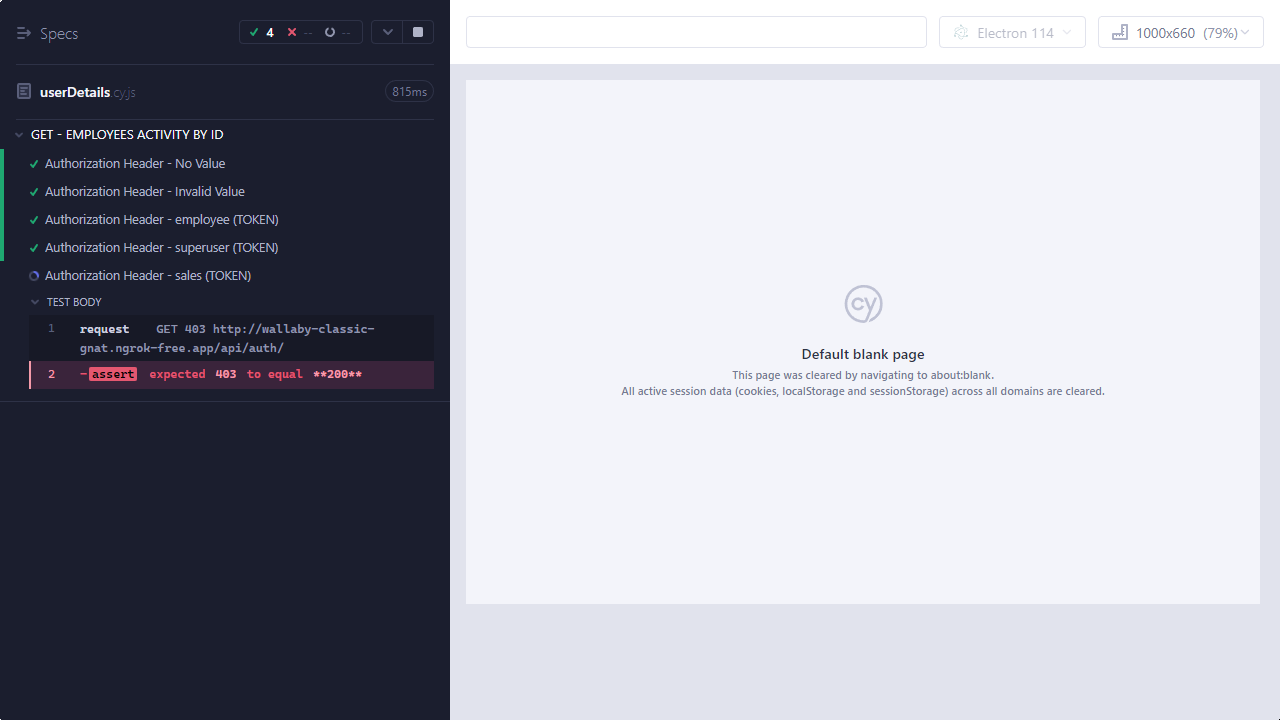 Specs
4 -- --
userDetails cy.js
815ms
GET - EMPLOYEES ACTIVITY BY ID
Authorization Header - No Value
Authorization Header - Invalid Value
Authorization Header - employee (TOKEN)
Authorization Header - superuser (TOKEN)
Authorization Header - sales (TOKEN)
TEST BODY
1 request GET 403 http://wallaby-classic-
gnat.ngrok-free.app/api/auth/
2 -assert expected 403 to equal **200**
Electron 114
1000x660 (79%)
cy
Default blank page
This page was cleared by navigating to about:blank.
All active session data (cookies, localStorage and sessionStorage) across all domains are cleared.